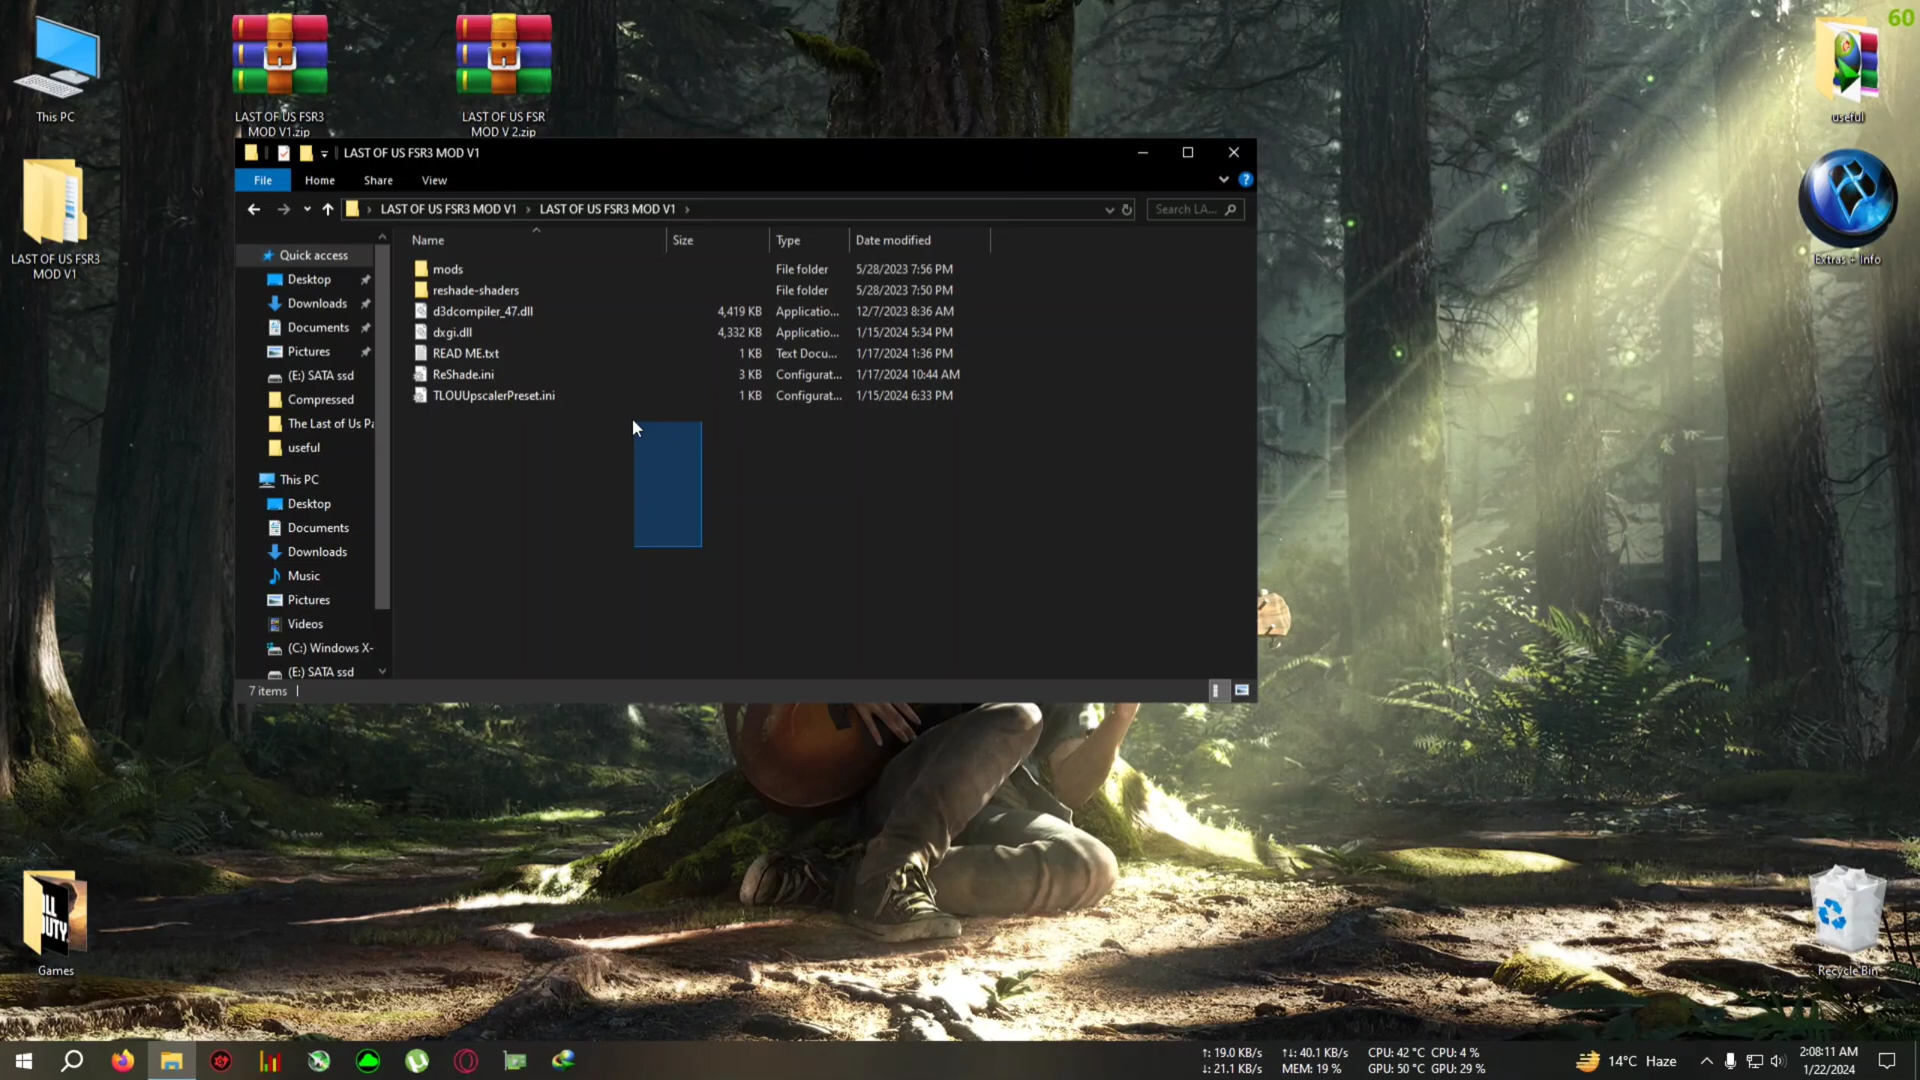 60
This PC
LAST OF US FSR3
MOD V1.zip
LAST OF US FSR
MOD V 2.zip
useful
LAST OF US FSR3 MOD V1
File
Home
Share
View
LAST OF US FSR3 MOD V1 › LAST OF US FSR3 MOD V1 ›
Search LA...
Name
Size
Type
Date modified
Quick access
Desktop
Downloads
Documents
Pictures
(E:) SATA ssd
Compressed
The Last of Us Pa
useful
This PC
Desktop
Documents
Downloads
Music
Pictures
Videos
(C:) Windows X-
(E:) SATA ssd
mods File folder 5/28/2023 7:56 PM
reshade-shaders File folder 5/28/2023 7:50 PM
d3dcompiler_47.dll 4,419 KB Applicatio... 12/7/2023 8:36 AM
dxgi.dll 4,332 KB Applicatio... 1/15/2024 5:34 PM
READ ME.txt 1 KB Text Docu... 1/17/2024 1:36 PM
ReShade.ini 3 KB Configurat... 1/17/2024 10:44 AM
TLOUUpscalerPreset.ini 1 KB Configurat... 1/15/2024 6:33 PM
7 items
LAST OF US FSR3
MOD V1
Extras + Info
LL
DUTY
Games
Recycle Bin
↑: 19.0 KB/s
↓: 21.1 KB/s
↑↓: 40.1 KB/s
MEM: 19 %
CPU: 42 °C CPU: 4 %
GPU: 50 °C GPU: 29 %
14°C Haze
2:08:11 AM
1/22/2024